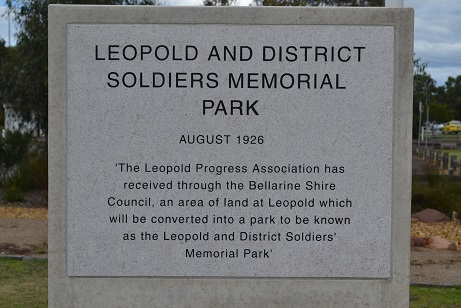 LEOPOLD AND DISTRICT
SOLDIERS MEMORIAL
PARK
AUGUST 1926
'The Leopold Progress Association has
received through the Bellarine Shire
Council, an area of land at Leopold which
will be converted into a park to be known
as the Leopold and District Soldiers'
Memorial Park'